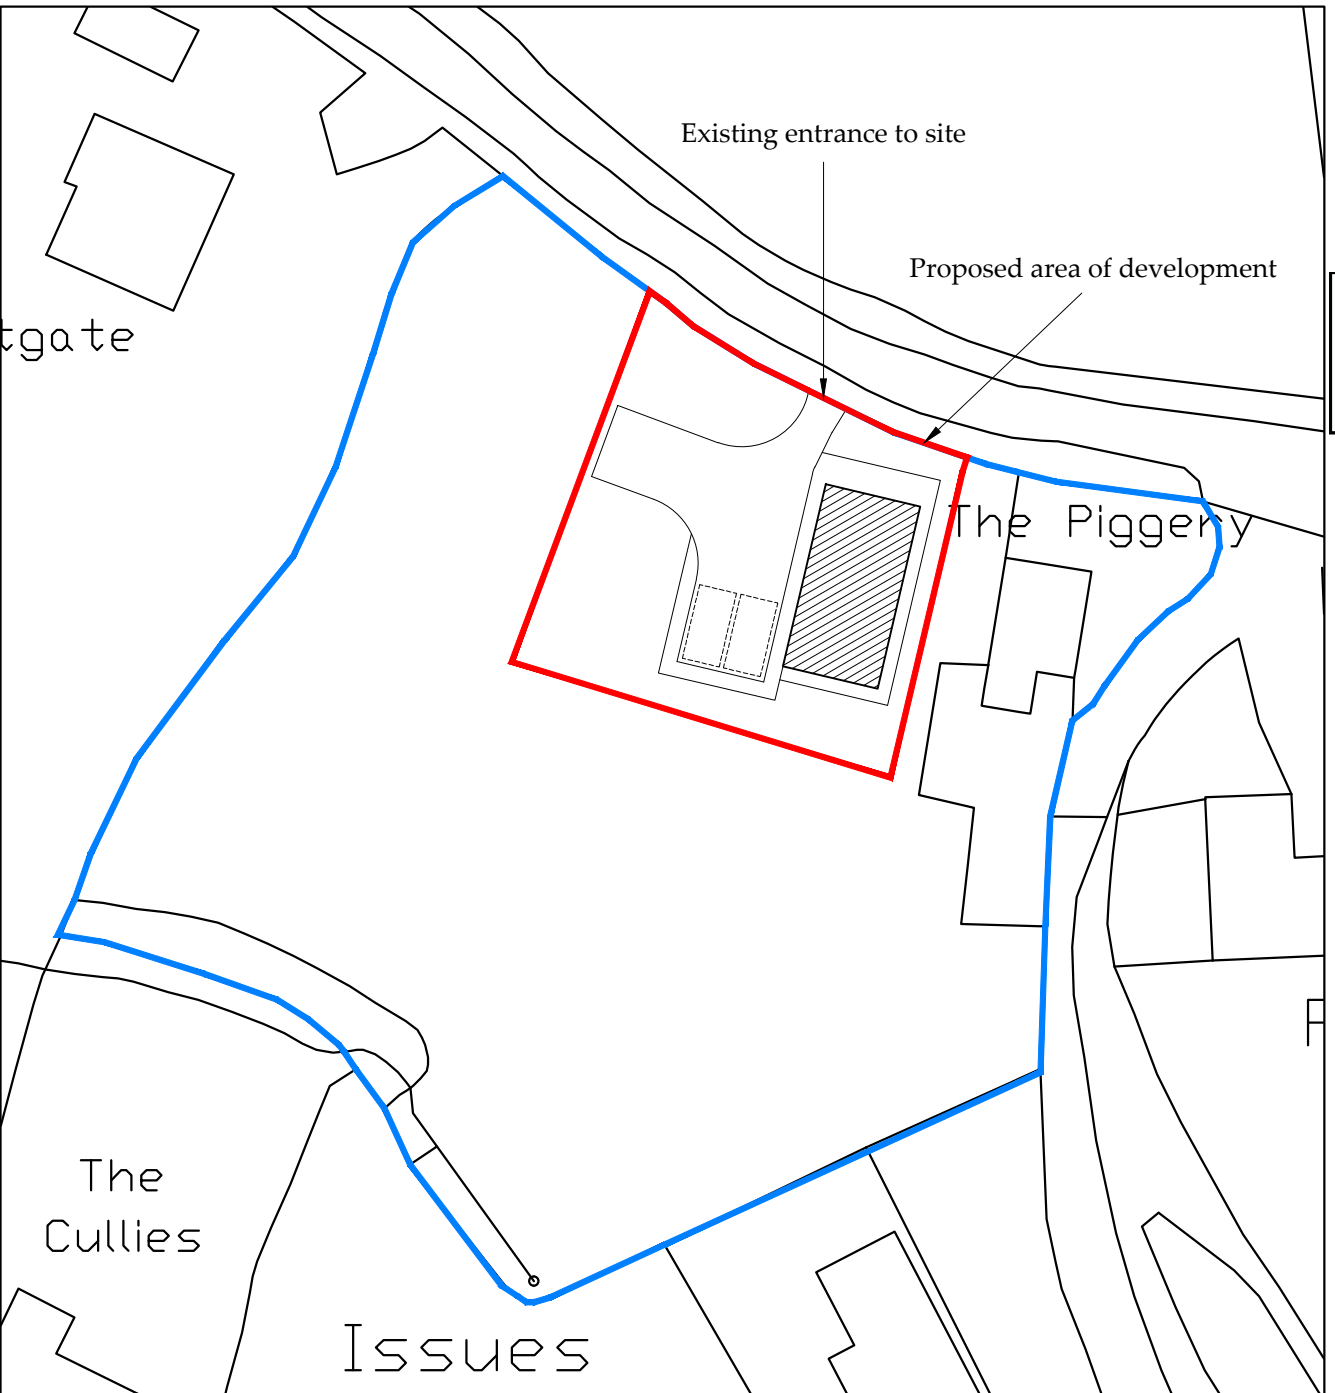 Existing entrance to site
Proposed area of development
tgate
The Piggery
The
Cullies
Issues